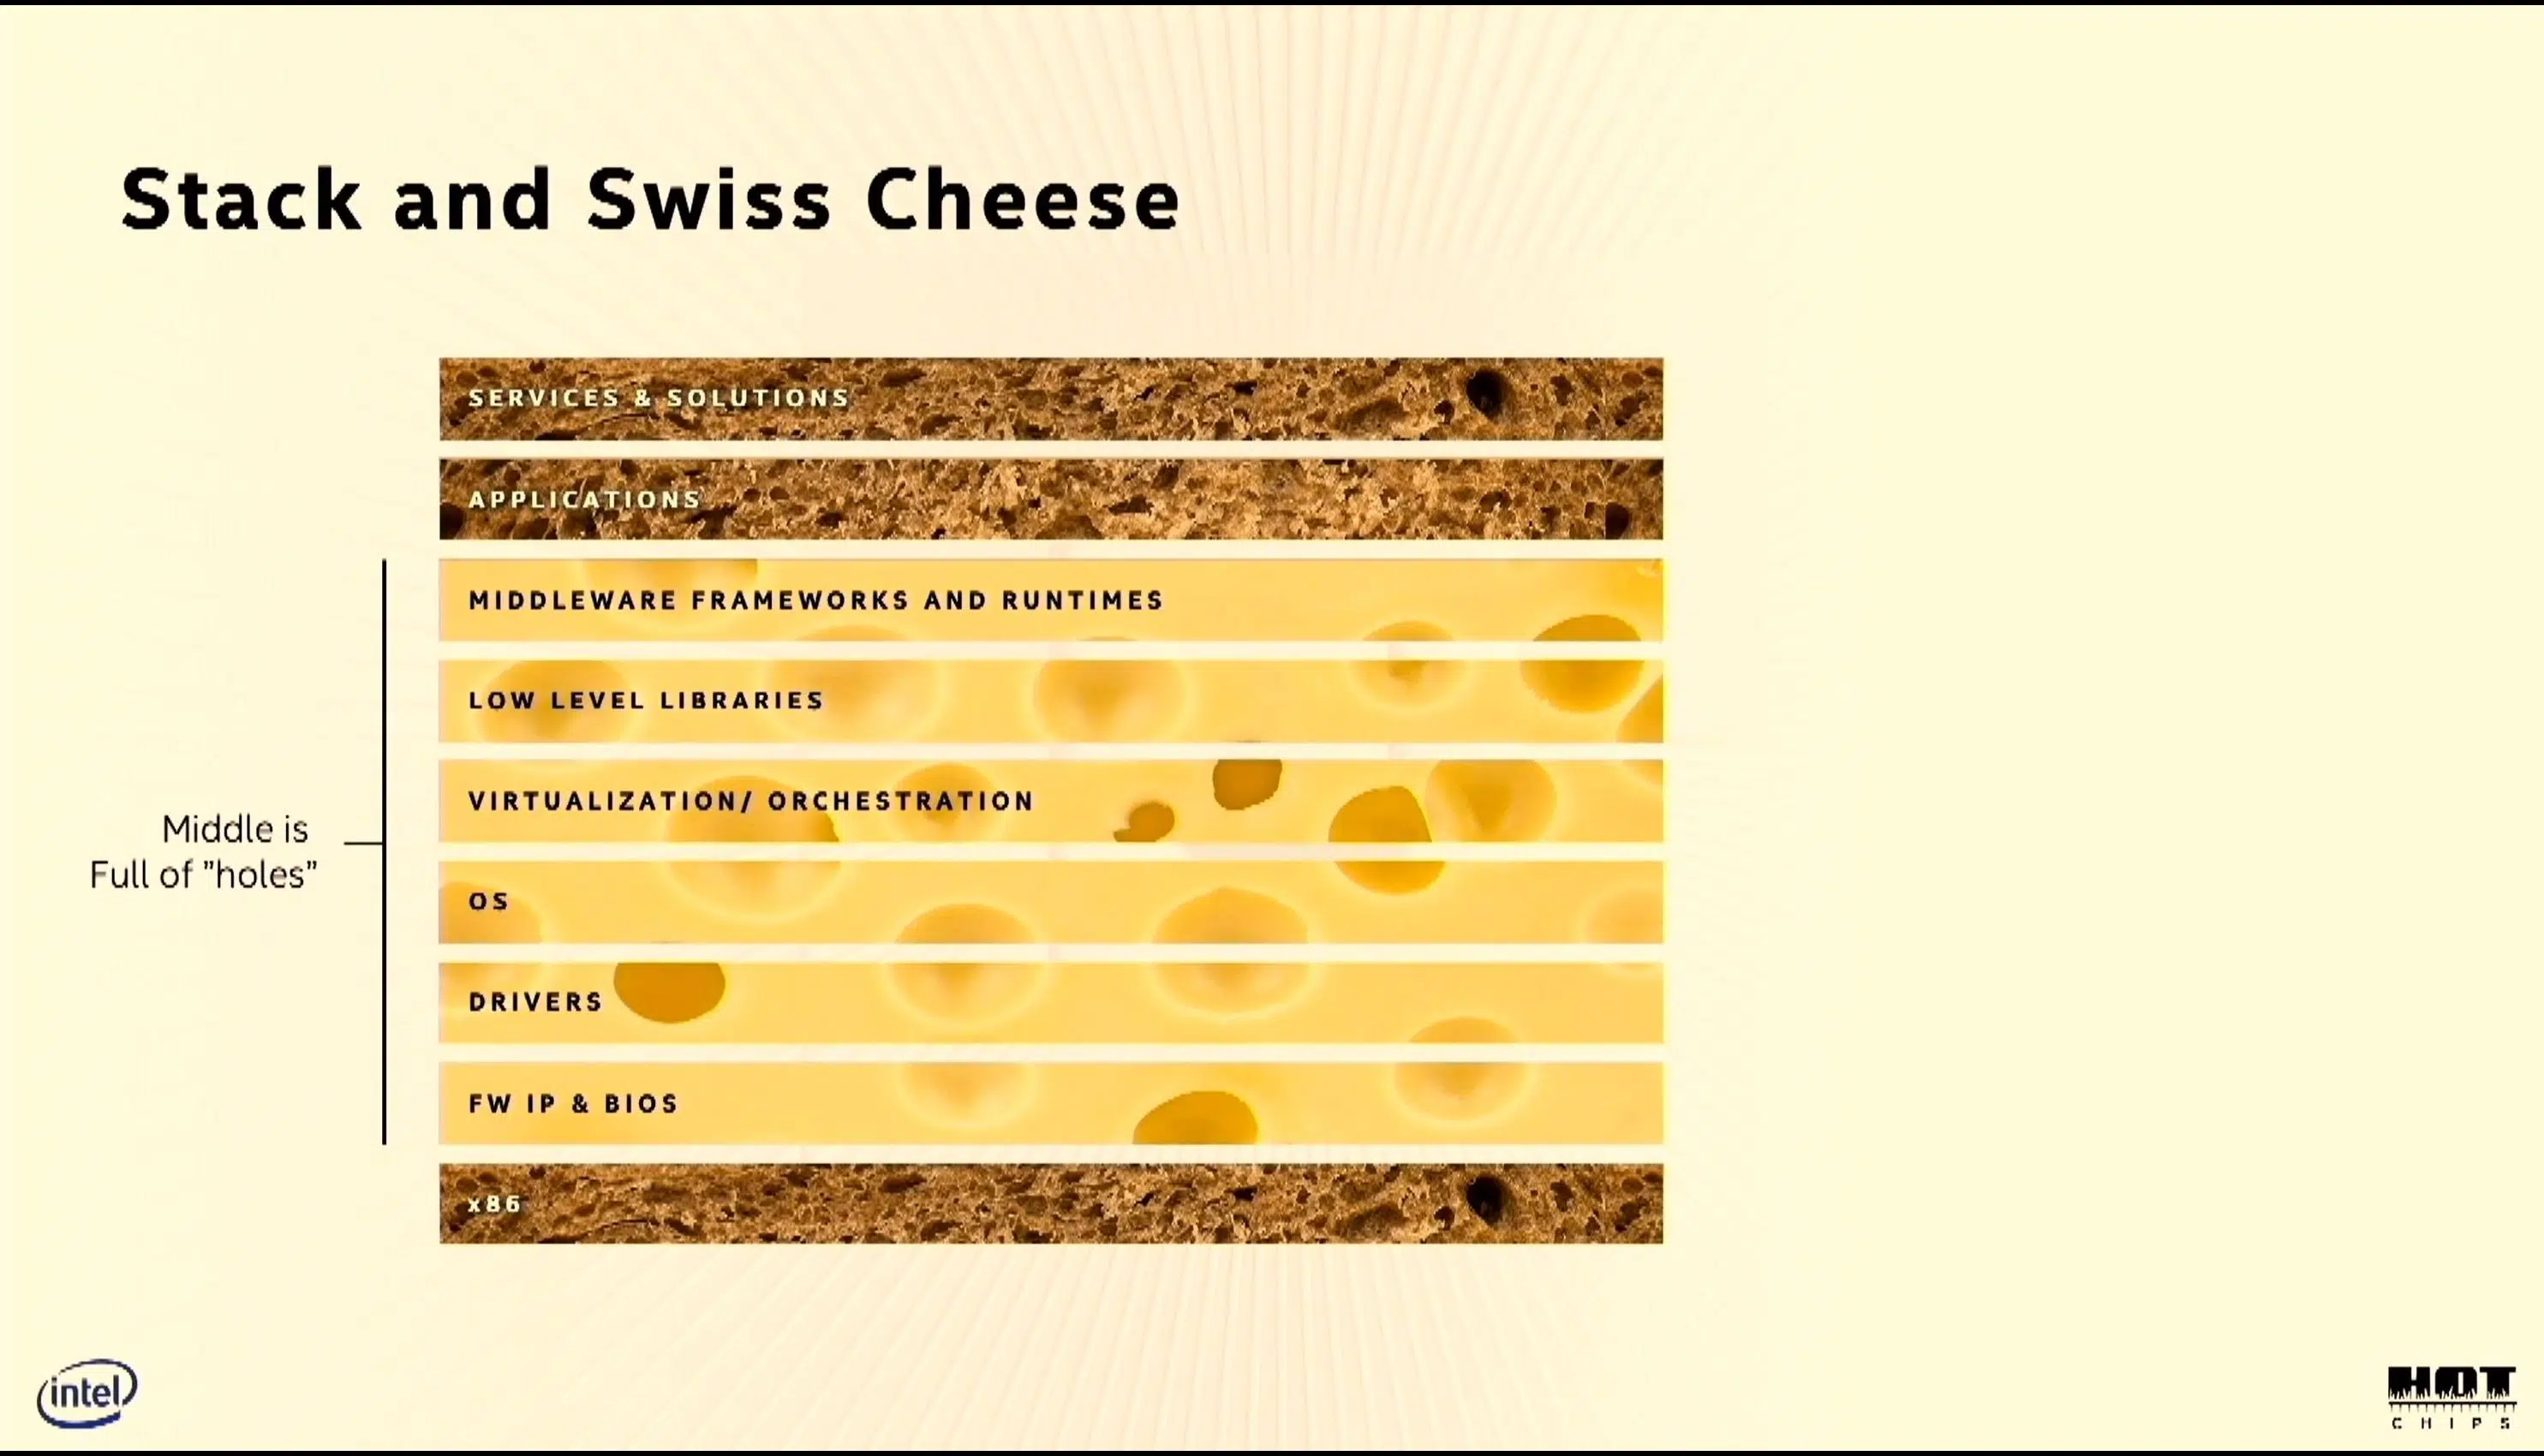 Stack and Swiss Cheese
SERVICES & SOLUTIONS
APPLICATIONS
MIDDLEWARE FRAMEWORKS AND RUNTIMES
LOW LEVEL LIBRARIES
VIRTUALIZATION/ ORCHESTRATION
Middle is
Full of "holes"
OS
DRIVERS
FW IP & BIOS
x86
intel
HOT
CHIPS